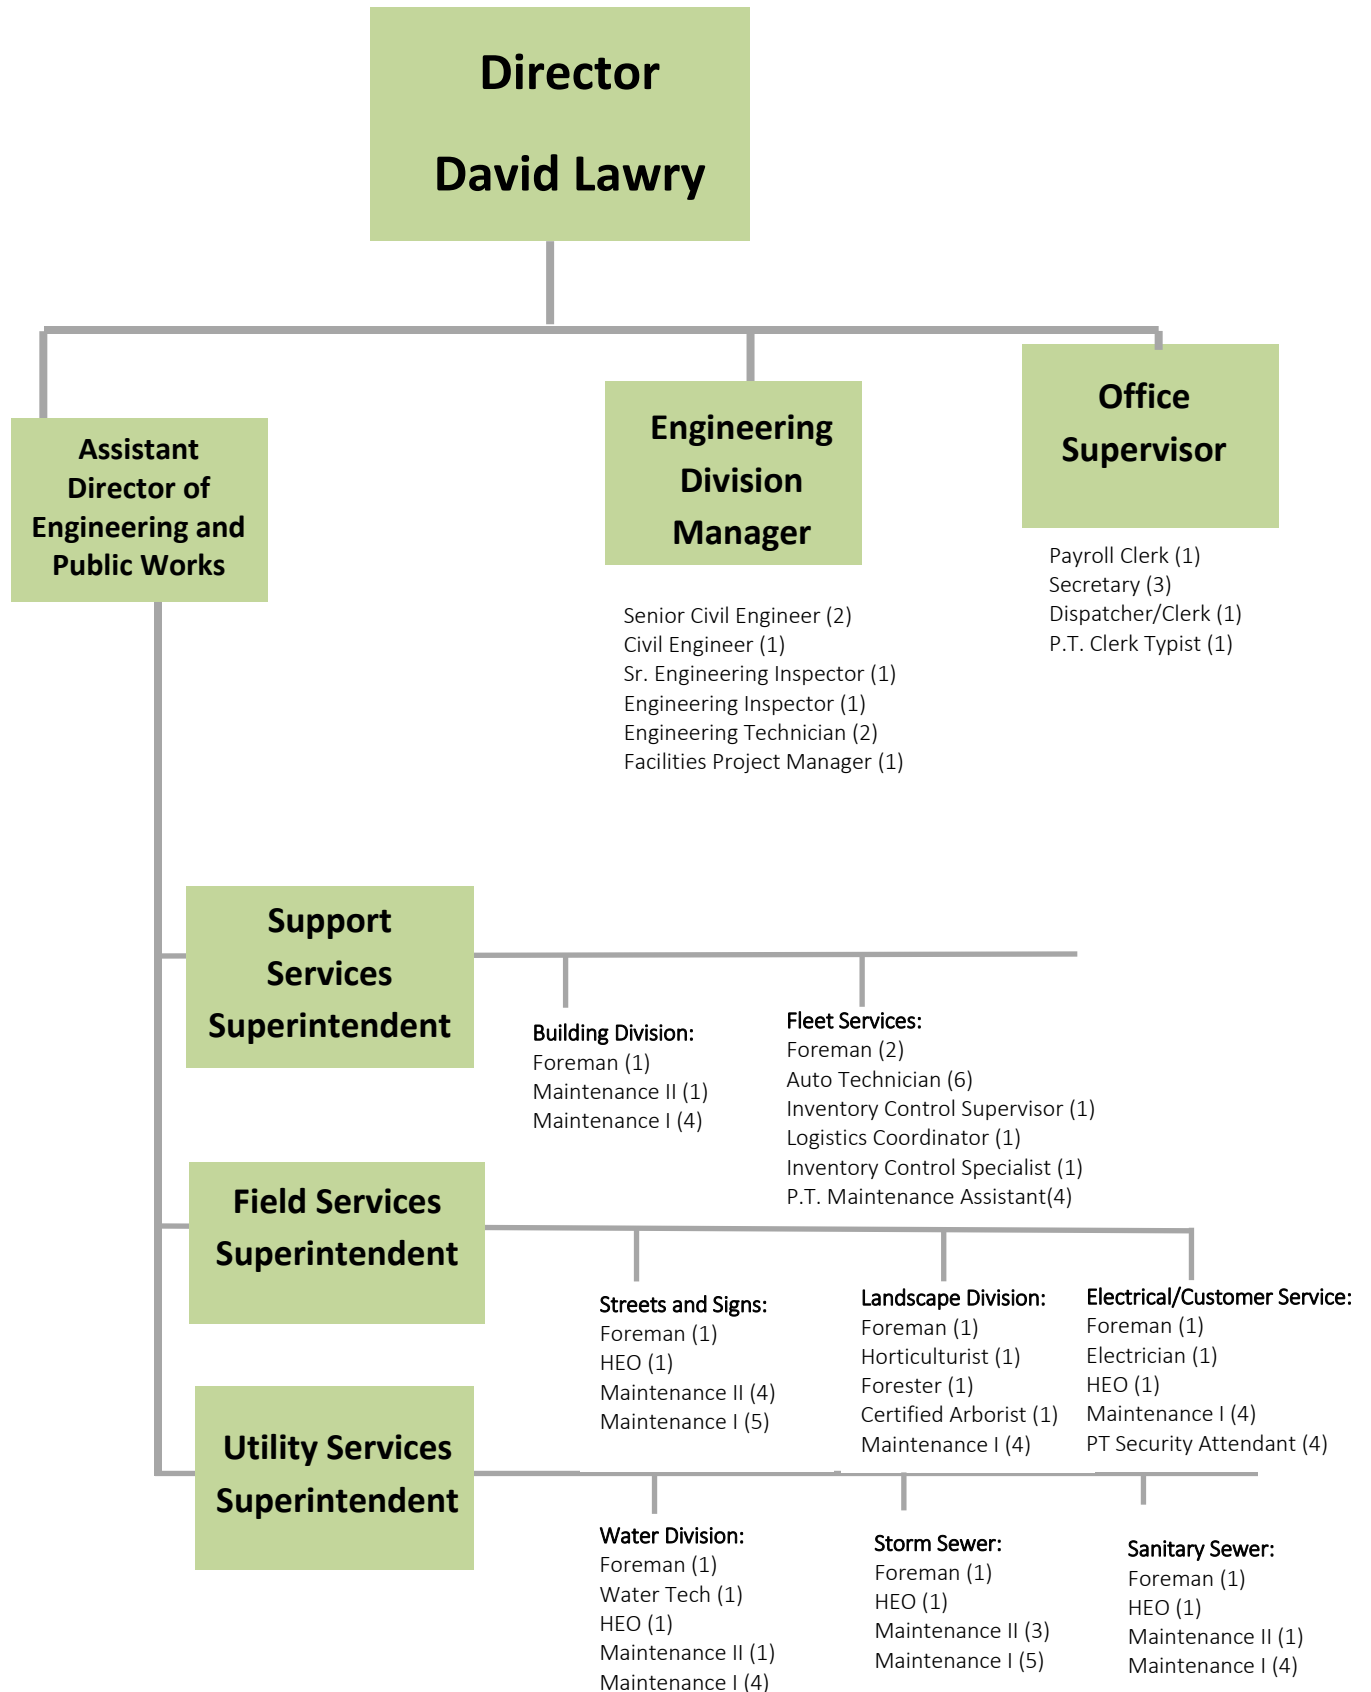 Director
David Lawry
Assistant
Director of
Engineering and
Public Works
Engineering
Division
Manager
Senior Civil Engineer (2)
Civil Engineer (1)
Sr. Engineering Inspector (1)
Engineering Inspector (1)
Engineering Technician (2)
Facilities Project Manager (1)
Office
Supervisor
Payroll Clerk (1)
Secretary (3)
Dispatcher/Clerk (1)
P.T. Clerk Typist (1)
Support
Services
Superintendent
Building Division:
Foreman (1)
Maintenance II (1)
Maintenance I (4)
Fleet Services:
Foreman (2)
Auto Technician (6)
Inventory Control Supervisor (1)
Logistics Coordinator (1)
Inventory Control Specialist (1)
P.T. Maintenance Assistant(4)
Field Services
Superintendent
Streets and Signs:
Foreman (1)
HEO (1)
Maintenance II (4)
Maintenance I (5)
Landscape Division:
Foreman (1)
Horticulturist (1)
Forester (1)
Certified Arborist (1)
Maintenance I (4)
Electrical/Customer Service:
Foreman (1)
Electrician (1)
HEO (1)
Maintenance I (4)
PT Security Attendant (4)
Utility Services
Superintendent
Water Division:
Foreman (1)
Water Tech (1)
HEO (1)
Maintenance II (1)
Maintenance I (4)
Storm Sewer:
Foreman (1)
HEO (1)
Maintenance II (3)
Maintenance I (5)
Sanitary Sewer:
Foreman (1)
HEO (1)
Maintenance II (1)
Maintenance I (4)